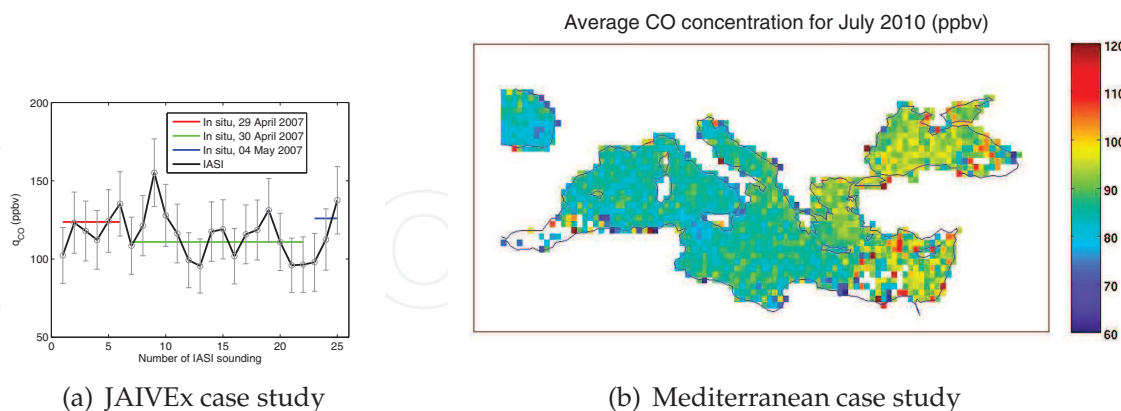 Average CO concentration for July 2010 (ppbv)
200
150
100
50
q_CO (ppbv)
In situ, 29 April 2007
In situ, 30 April 2007
In situ, 04 May 2007
IASI
0 5 10 15 20 25
Number of IASI sounding
120
110
100
90
80
70
60
(a) JAIVEx case study
(b) Mediterranean case study